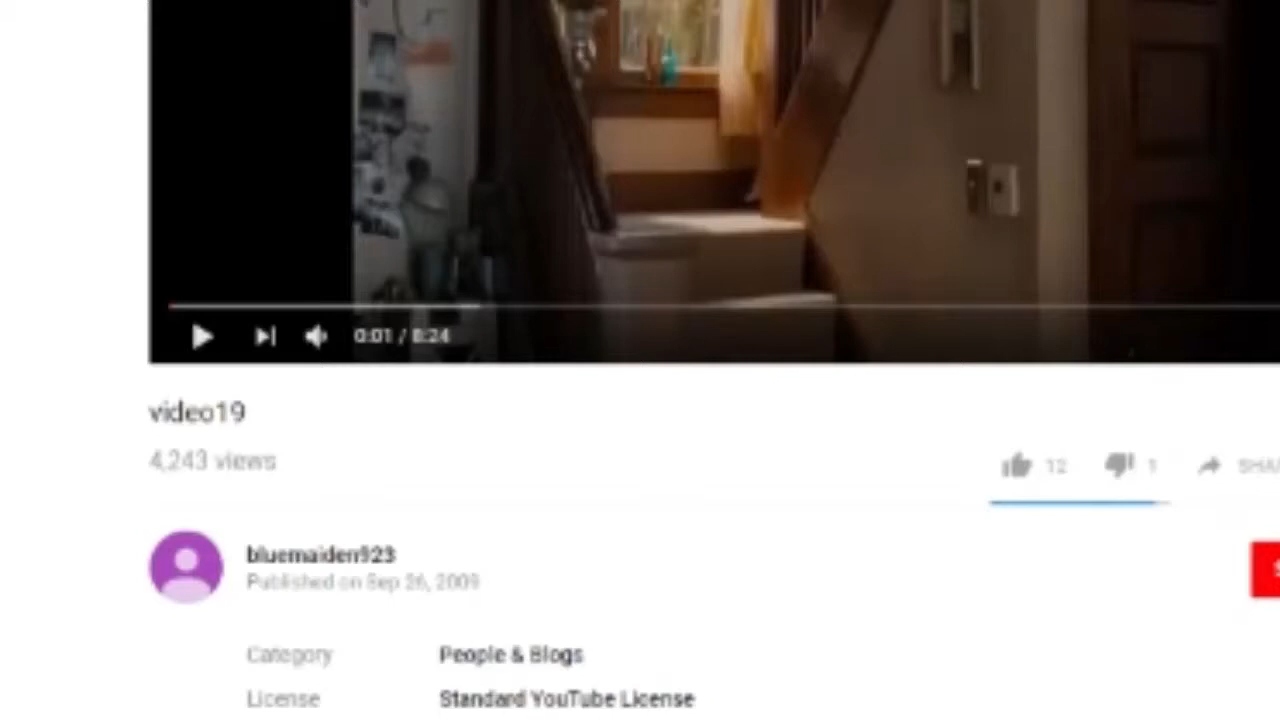 0:01 / 8:24
video19
4,243 views
12 1
bluemaiden923
Published on Sep 26, 2009
Category People & Blogs
License Standard YouTube License